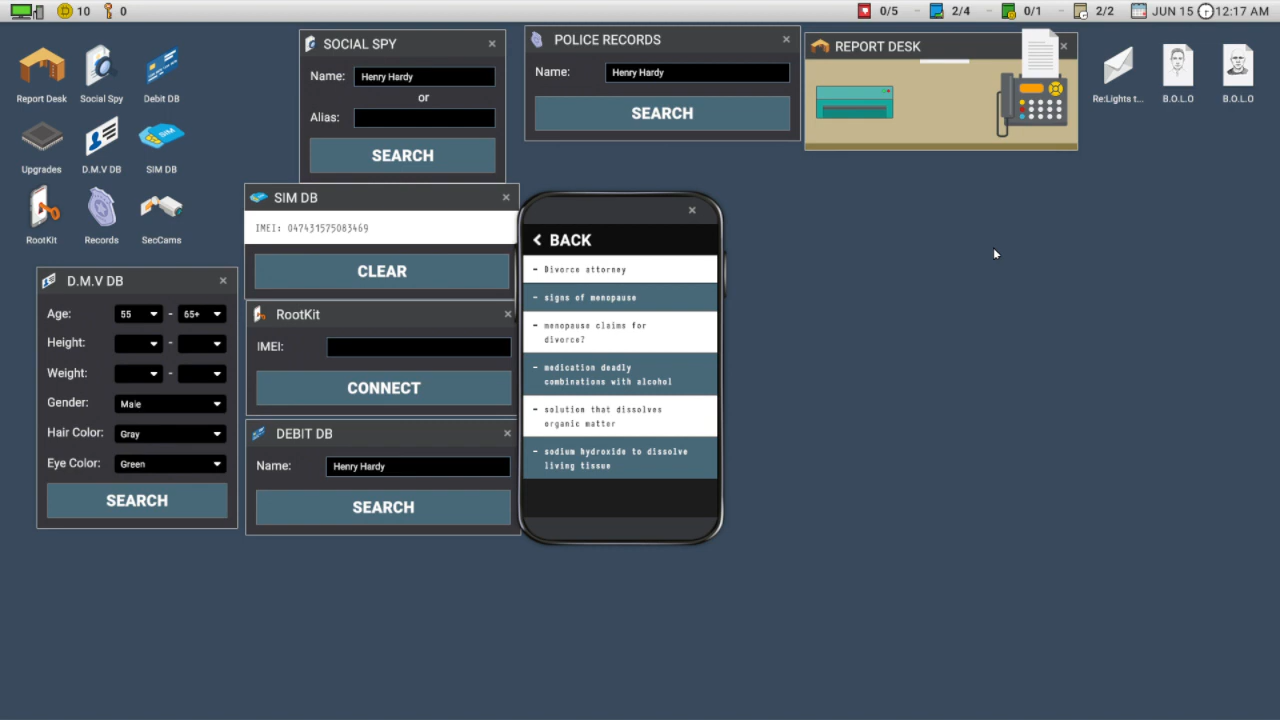 10 0 0/5 2/4 0/1 2/2 JUN 15 12:17 AM
Report Desk
Social Spy
Debit DB
Upgrades
D.M.V DB
SIM DB
RootKit
Records
SecCams
SOCIAL SPY
Name: Henry Hardy
or
Alias:
SEARCH
POLICE RECORDS
Name: Henry Hardy
SEARCH
REPORT DESK
Re:Lights t...
B.O.L.O
B.O.L.O
SIM DB
IMEI: 047431575083469
CLEAR
RootKit
IMEI:
CONNECT
DEBIT DB
Name: Henry Hardy
SEARCH
D.M.V DB
Age: 55 - 65+
Height: -
Weight: -
Gender: Male
Hair Color: Gray
Eye Color: Green
SEARCH
BACK
- Divorce attorney
- signs of menopause
- menopause claims for
divorce?
- medication deadly
combinations with alcohol
- solution that dissolves
organic matter
- sodium hydroxide to dissolve
living tissue